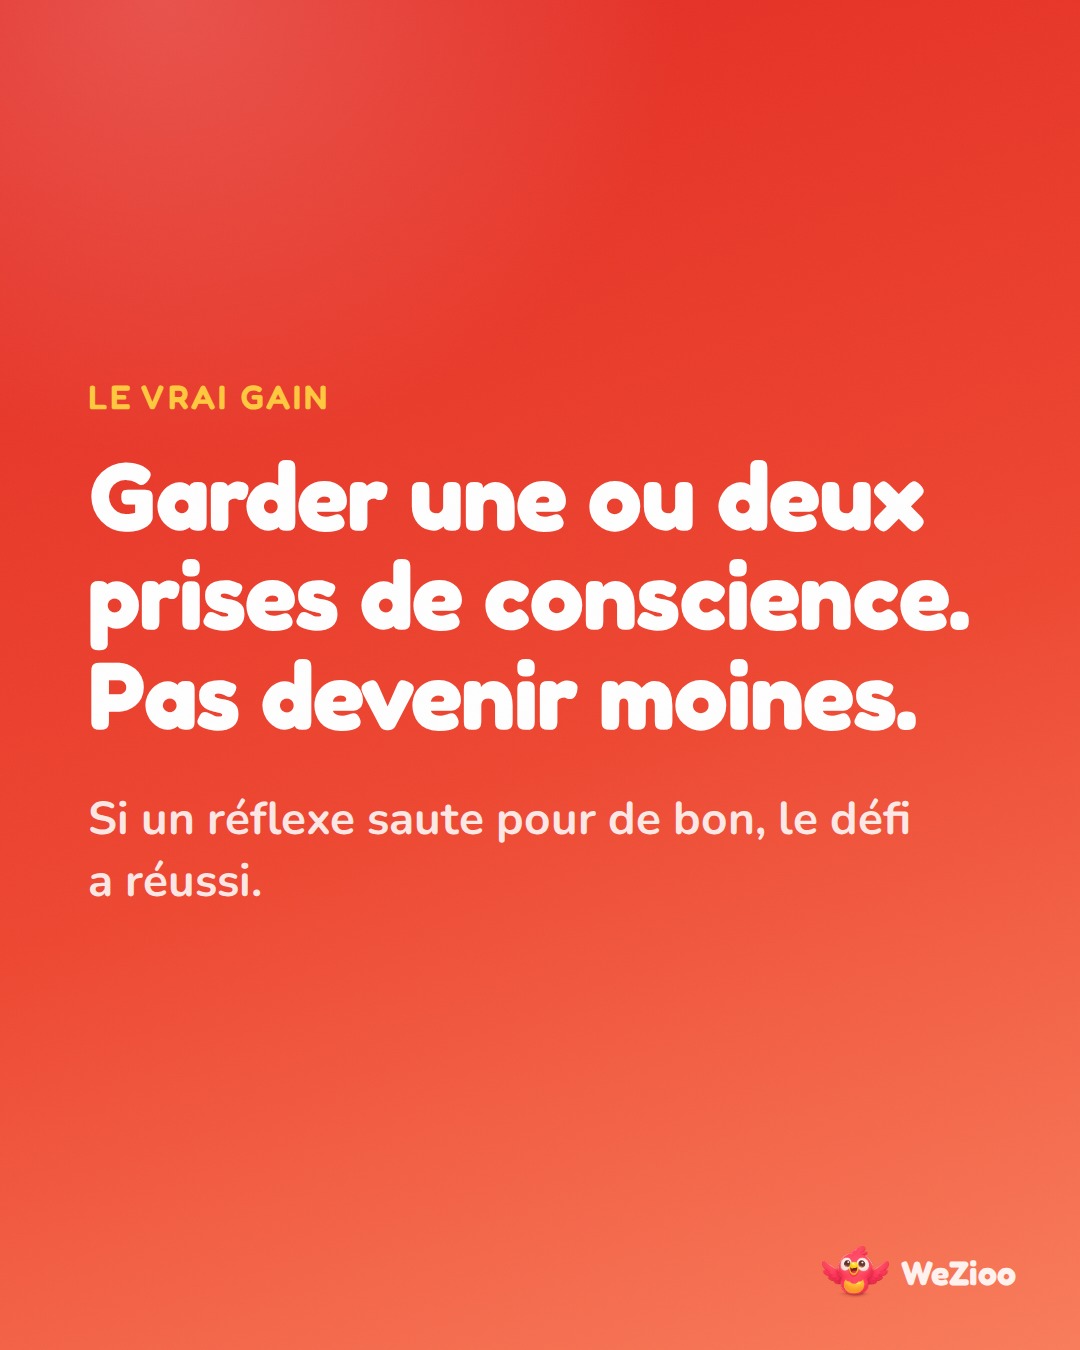 LE VRAI GAIN
Garder une ou deux
prises de conscience.
Pas devenir moines.
Si un réflexe saute pour de bon, le défi
a réussi.
WeZioo